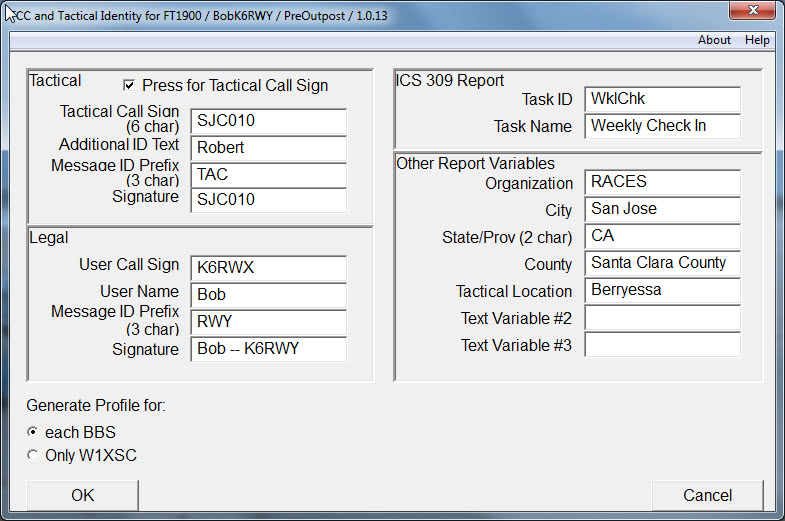 FCC and Tactical Identity for FT1900 / BobK6RWY / PreOutpost / 1.0.13
About Help
Tactical
Press for Tactical Call Sign
Tactical Call Sign
(6 char)
SJC010
Additional ID Text
Robert
Message ID Prefix
(3 char)
TAC
Signature
SJC010
Legal
User Call Sign
K6RWX
User Name
Bob
Message ID Prefix
(3 char)
RWY
Signature
Bob -- K6RWY
ICS 309 Report
Task ID
WklChk
Task Name
Weekly Check In
Other Report Variables
Organization
RACES
City
San Jose
State/Prov (2 char)
CA
County
Santa Clara County
Tactical Location
Berryessa
Text Variable #2
Text Variable #3
Generate Profile for:
each BBS
Only W1XSC
OK
Cancel